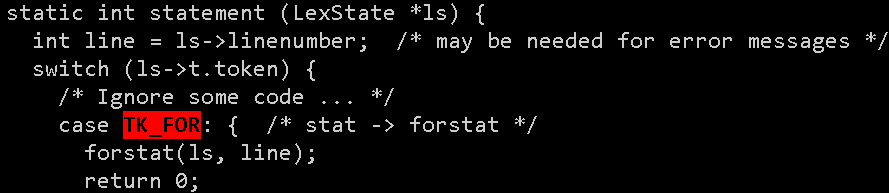 static int statement (LexState *ls) {
  int line = ls->linenumber;  /* may be needed for error messages */
  switch (ls->t.token) {
    /* Ignore some code ... */
    case TK_FOR: {  /* stat -> forstat */
      forstat(ls, line);
      return 0;